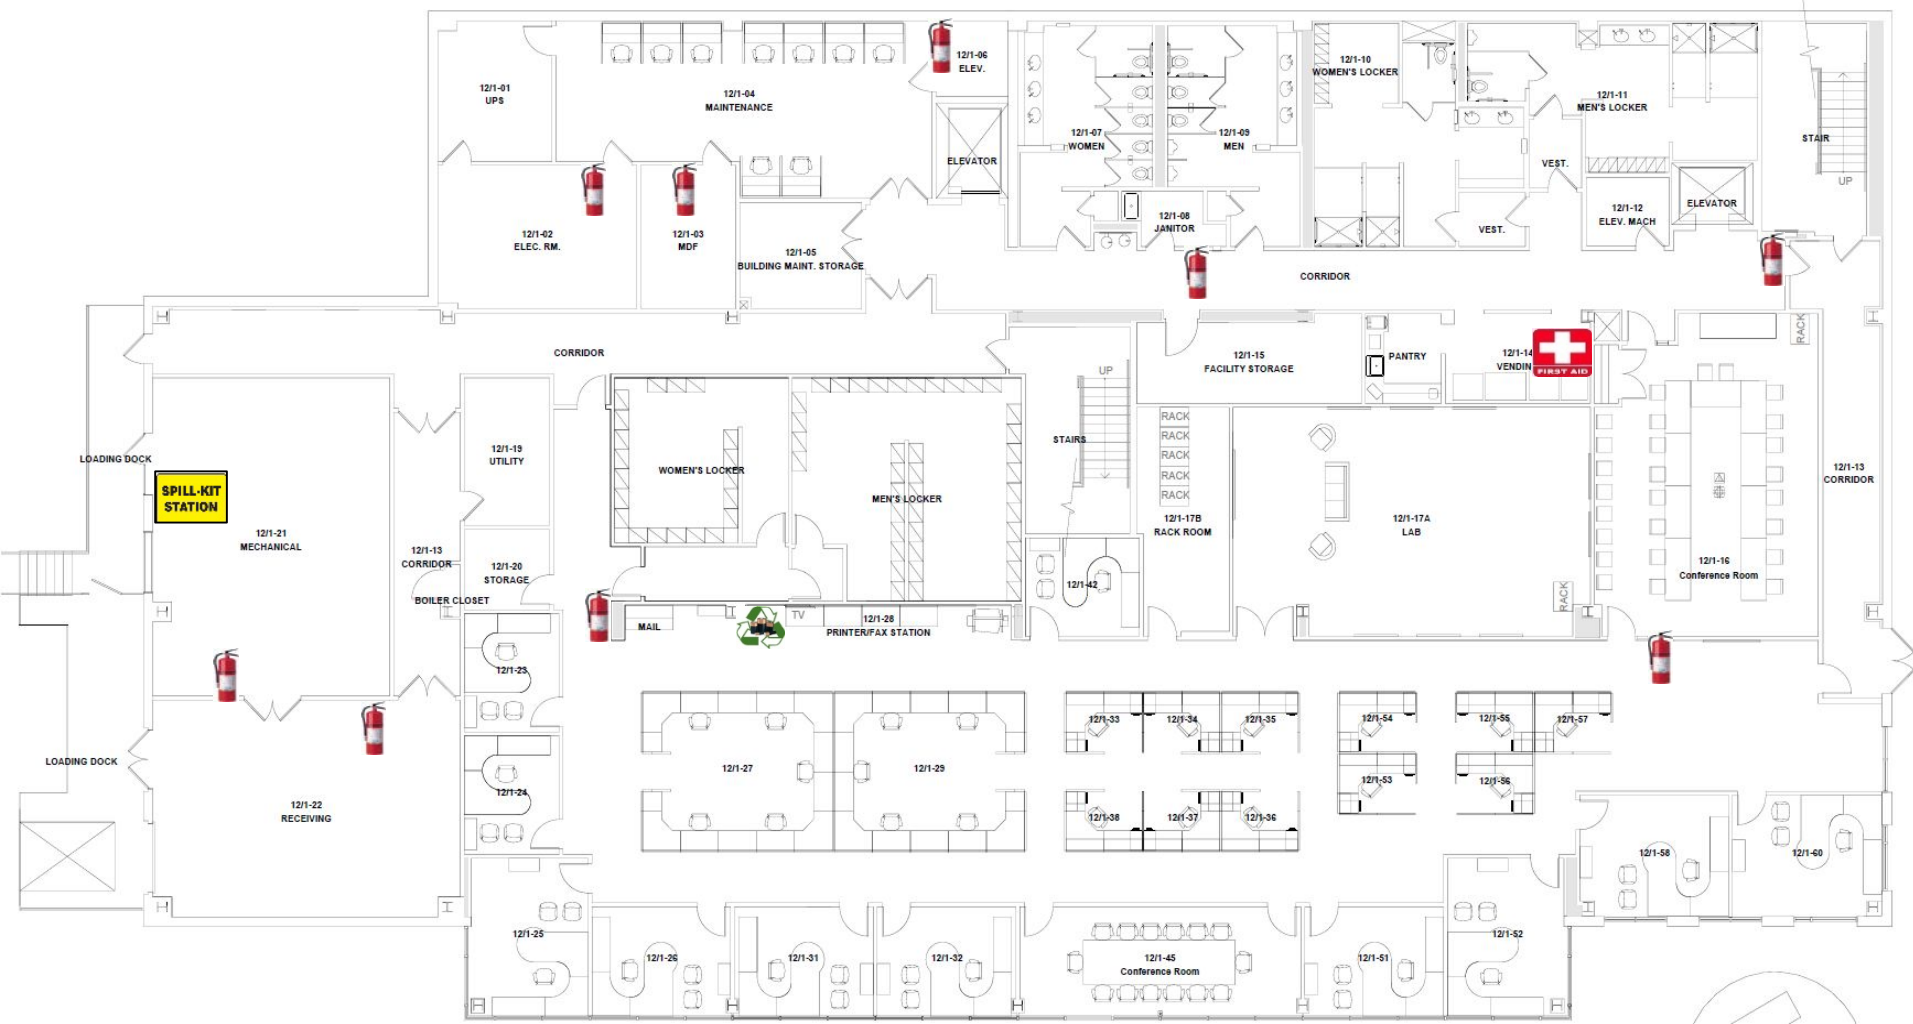 12/1-06
ELEV.
12/1-01
UPS
12/1-04
MAINTENANCE
12/1-10
WOMEN'S LOCKER
12/1-11
MEN'S LOCKER
12/1-07
WOMEN
12/1-09
MEN
STAIR
ELEVATOR
VEST.
UP
12/1-08
JANITOR
12/1-12
ELEV. MACH
ELEVATOR
VEST.
12/1-02
ELEC. RM.
12/1-03
MDF
12/1-05
BUILDING MAINT. STORAGE
CORRIDOR
CORRIDOR
12/1-15
FACILITY STORAGE
PANTRY
12/1-14
VENDIN
FIRST AID
RACK
UP
STAIRS
RACK
RACK
RACK
RACK
RACK
LOADING DOCK
SPILL-KIT
STATION
12/1-19
UTILITY
WOMEN'S LOCKER
MEN'S LOCKER
12/1-13
CORRIDOR
12/1-21
MECHANICAL
12/1-17B
RACK ROOM
12/1-17A
LAB
12/1-13
CORRIDOR
12/1-20
STORAGE
BOILER CLOSET
12/1-42
12/1-16
Conference Room
RACK
MAIL
TV
12/1-28
PRINTER/FAX STATION
12/1-23
12/1-33
12/1-34
12/1-35
12/1-54
12/1-55
12/1-57
LOADING DOCK
12/1-27
12/1-29
12/1-53
12/1-56
12/1-24
12/1-22
RECEIVING
12/1-38
12/1-37
12/1-36
12/1-58
12/1-60
12/1-25
12/1-26
12/1-31
12/1-32
12/1-45
Conference Room
12/1-51
12/1-52